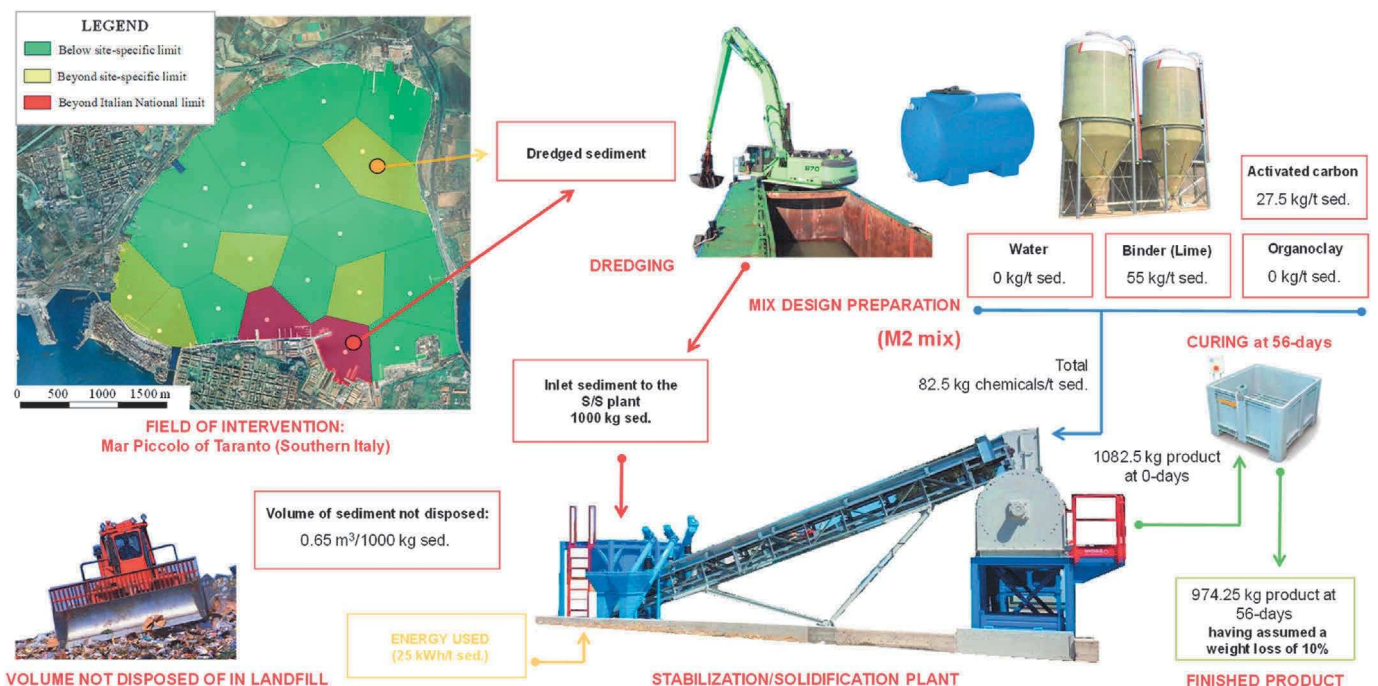 LEGEND
Below site-specific limit
Beyond site-specific limit
Beyond Italian National limit
0 500 1000 1500 m
FIELD OF INTERVENTION:
Mar Piccolo of Taranto (Southern Italy)
Dredged sediment
870
DREDGING
Activated carbon
27.5 kg/t sed.
Water
0 kg/t sed.
Binder (Lime)
55 kg/t sed.
Organoclay
0 kg/t sed.
MIX DESIGN PREPARATION
(M2 mix)
Total
82.5 kg chemicals/t sed.
CURING at 56-days
Inlet sediment to the
S/S plant
1000 kg sed.
1082.5 kg product
at 0-days
Volume of sediment not disposed:
0.65 m³/1000 kg sed.
974.25 kg product at
56-days
having assumed a
weight loss of 10%
ENERGY USED
(25 kWh/t sed.)
VOLUME NOT DISPOSED OF IN LANDFILL
STABILIZATION/SOLIDIFICATION PLANT
FINISHED PRODUCT